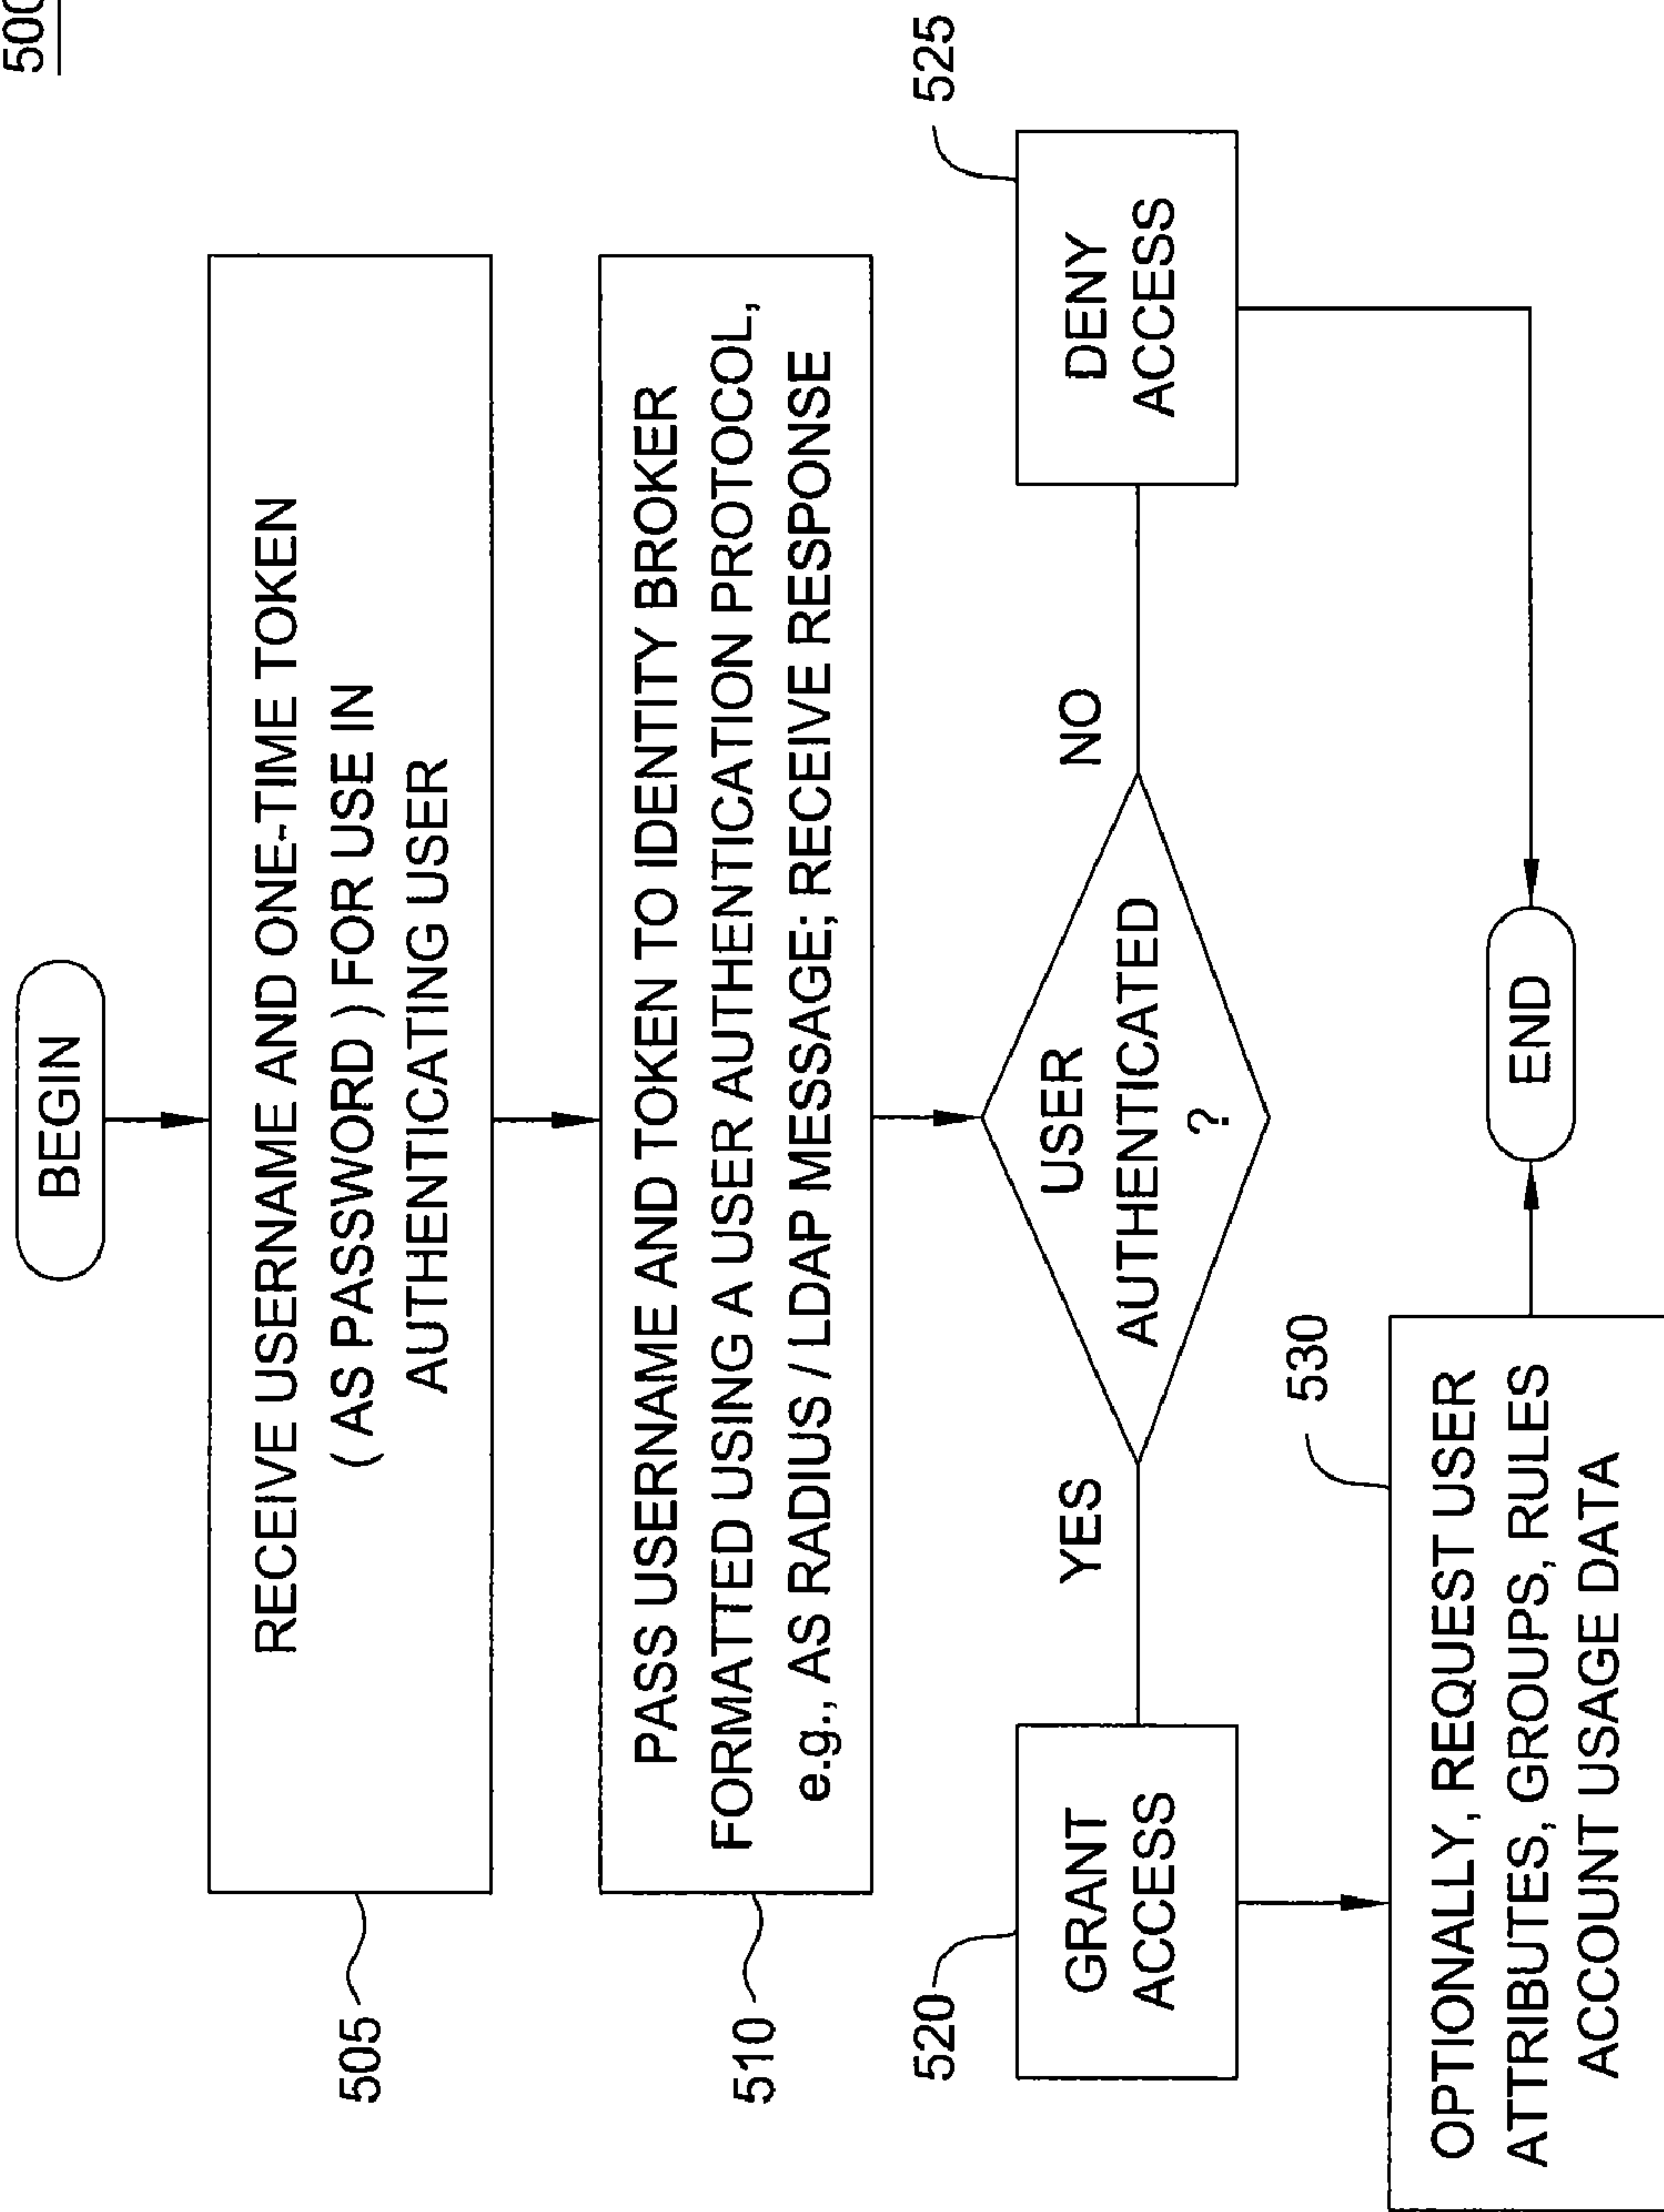 500
BEGIN
RECEIVE USERNAME AND ONE-TIME TOKEN
( AS PASSWORD ) FOR USE IN
AUTHENTICATING USER
505
PASS USERNAME AND TOKEN TO IDENTITY BROKER
FORMATTED USING A USER AUTHENTICATION PROTOCOL,
e.g., AS RADIUS / LDAP MESSAGE; RECEIVE RESPONSE
510
USER
AUTHENTICATED
?
YES
NO
520
GRANT
ACCESS
525
DENY
ACCESS
530
OPTIONALLY, REQUEST USER
ATTRIBUTES, GROUPS, RULES
ACCOUNT USAGE DATA
END